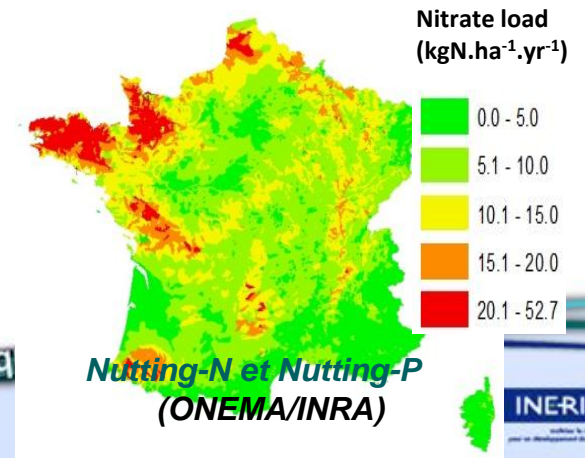 Nitrate load
(kgN.ha⁻¹.yr⁻¹)
0.0 - 5.0
5.1 - 10.0
10.1 - 15.0
15.1 - 20.0
20.1 - 52.7
Nutting-N et Nutting-P
(ONEMA/INRA)
INERI